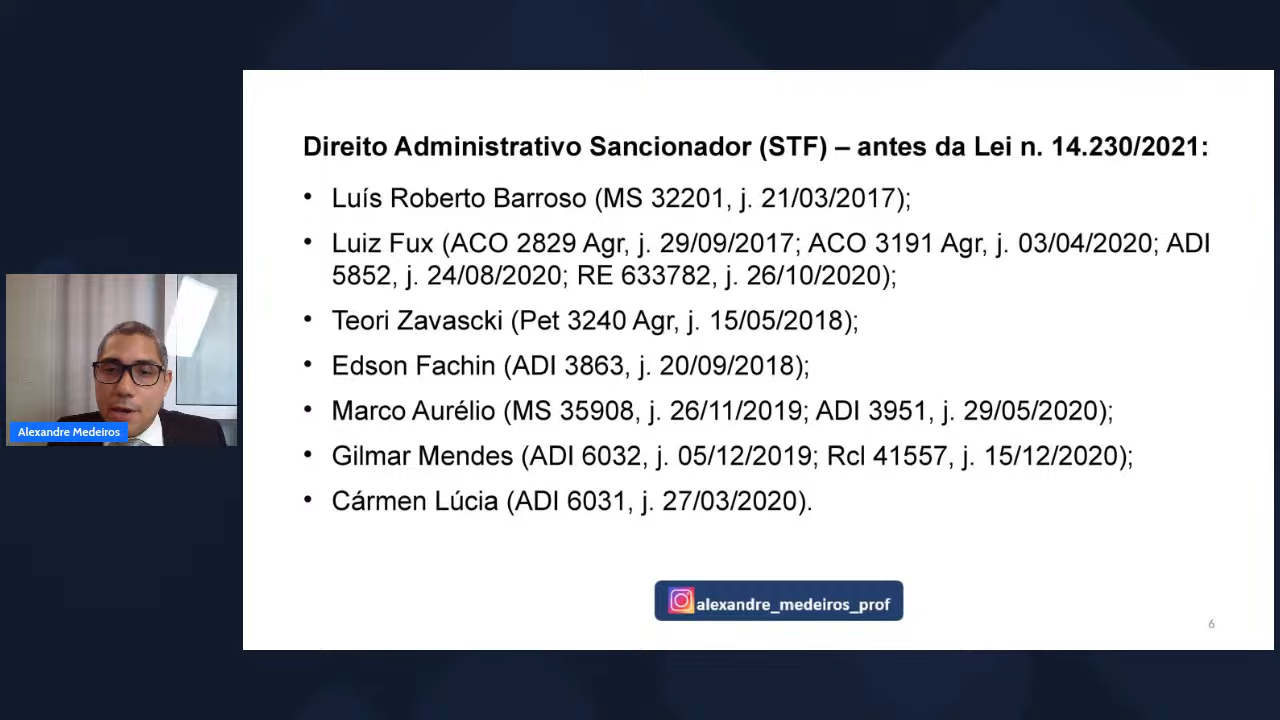 Direito Administrativo Sancionador (STF) – antes da Lei n. 14.230/2021:
• Luís Roberto Barroso (MS 32201, j. 21/03/2017);
• Luiz Fux (ACO 2829 Agr, j. 29/09/2017; ACO 3191 Agr, j. 03/04/2020; ADI
5852, j. 24/08/2020; RE 633782, j. 26/10/2020);
• Teori Zavascki (Pet 3240 Agr, j. 15/05/2018);
• Edson Fachin (ADI 3863, j. 20/09/2018);
• Marco Aurélio (MS 35908, j. 26/11/2019; ADI 3951, j. 29/05/2020);
• Gilmar Mendes (ADI 6032, j. 05/12/2019; Rcl 41557, j. 15/12/2020);
• Cármen Lúcia (ADI 6031, j. 27/03/2020).
Alexandre Medeiros
alexandre_medeiros_prof
6